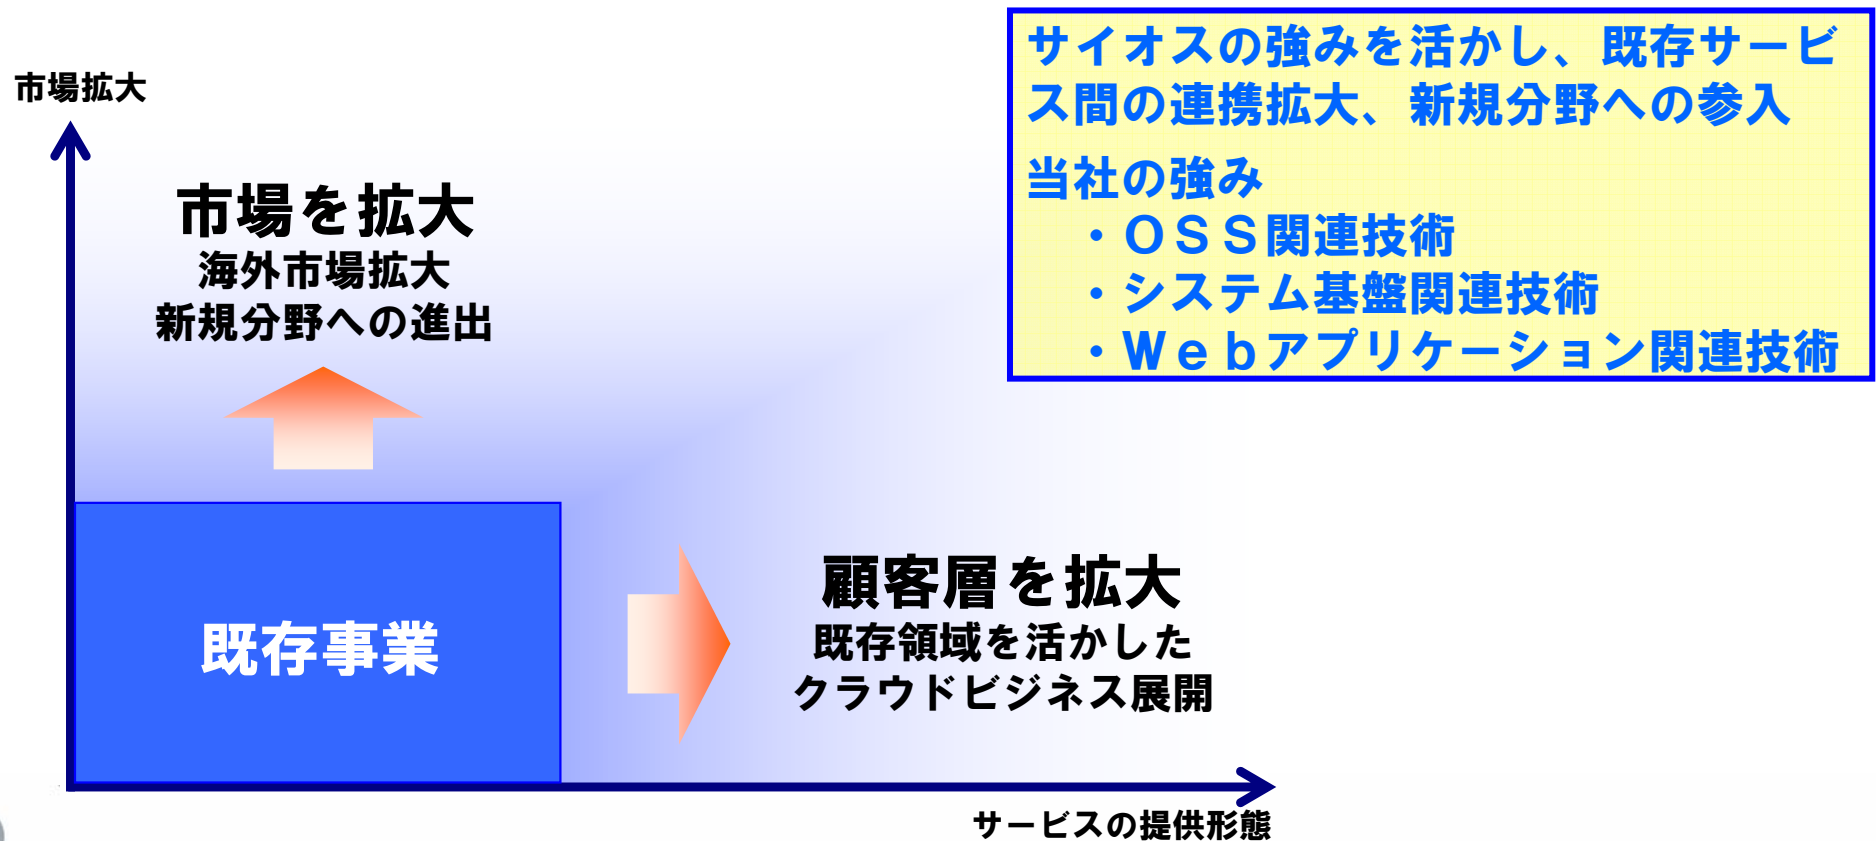 市場拡大
サイオスの強みを活かし、既存サービ
ス間の連携拡大、新規分野への参入
当社の強み
・ＯＳＳ関連技術
・システム基盤関連技術
・Ｗｅｂアプリケーション関連技術
市場を拡大
海外市場拡大
新規分野への進出
既存事業
顧客層を拡大
既存領域を活かした
クラウドビジネス展開
サービスの提供形態